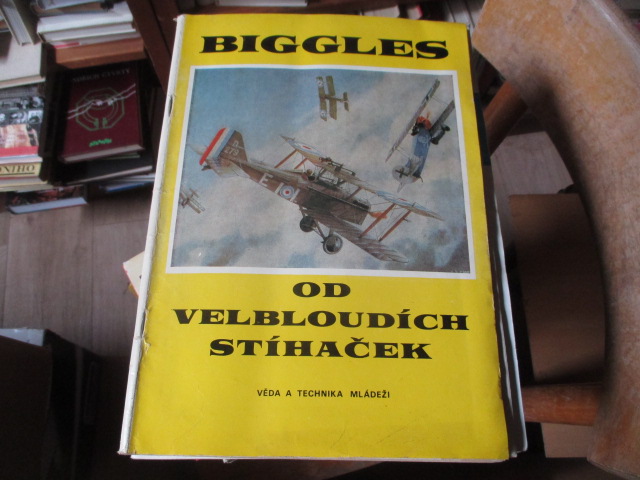 BIGGLES
E
OD
VELBLOUDÍCH
STÍHAČEK
VĚDA A TECHNIKA MLÁDEŽI